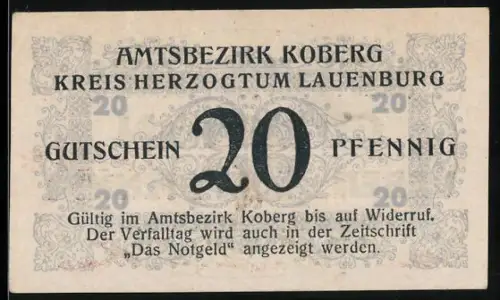 AMTSBEZIRK KOBERG
KREIS HERZOGTUM LAUENBURG
20 20
GUTSCHEIN 20 PFENNIG
20 20
Gültig im Amtsbezirk Koberg bis auf Widerruf.
Der Verfalltag wird auch in der Zeitschrift
„Das Notgeld“ angezeigt werden.